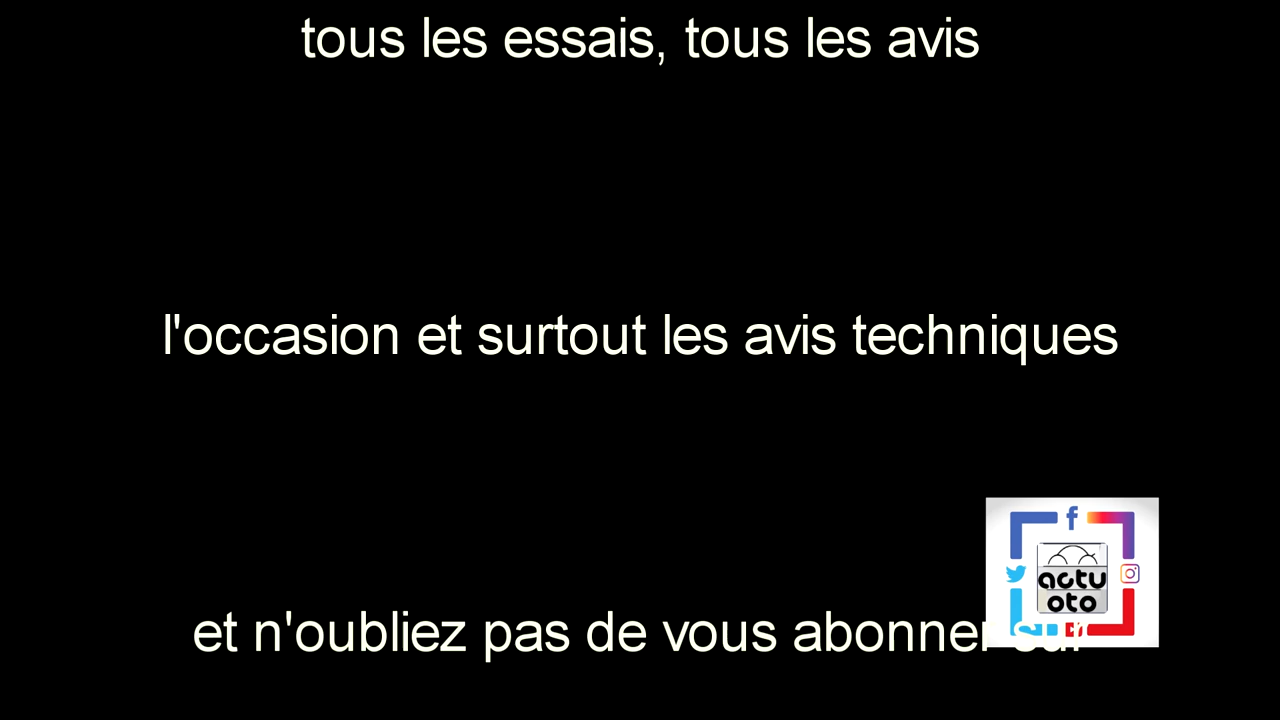 tous les essais, tous les avis
l'occasion et surtout les avis techniques
actu
oto
et n'oubliez pas de vous abonner sur